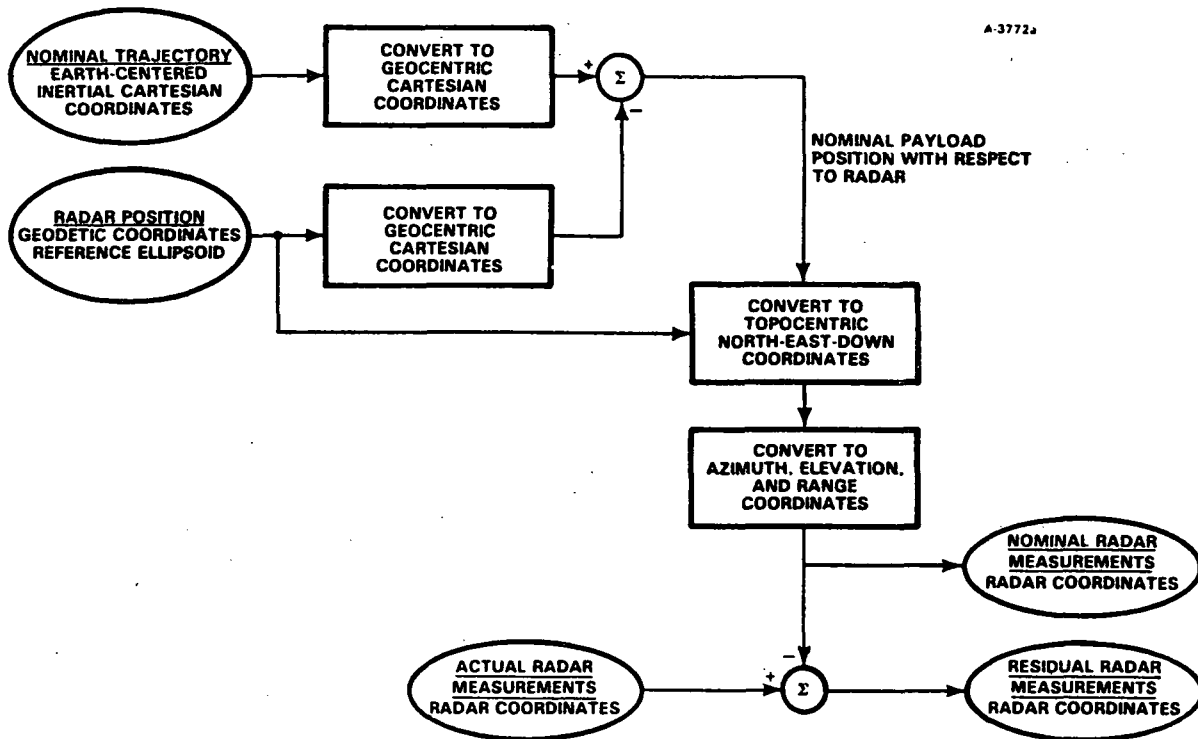 A-3772a
NOMINAL TRAJECTORY
EARTH-CENTERED
INERTIAL CARTESIAN
COORDINATES
CONVERT TO
GEOCENTRIC
CARTESIAN
COORDINATES
+
Σ
−
NOMINAL PAYLOAD
POSITION WITH RESPECT
TO RADAR
RADAR POSITION
GEODETIC COORDINATES
REFERENCE ELLIPSOID
CONVERT TO
GEOCENTRIC
CARTESIAN
COORDINATES
CONVERT TO
TOPOCENTRIC
NORTH-EAST-DOWN
COORDINATES
CONVERT TO
AZIMUTH, ELEVATION,
AND RANGE
COORDINATES
NOMINAL RADAR
MEASUREMENTS
RADAR COORDINATES
ACTUAL RADAR
MEASUREMENTS
RADAR COORDINATES
−
+
Σ
RESIDUAL RADAR
MEASUREMENTS
RADAR COORDINATES